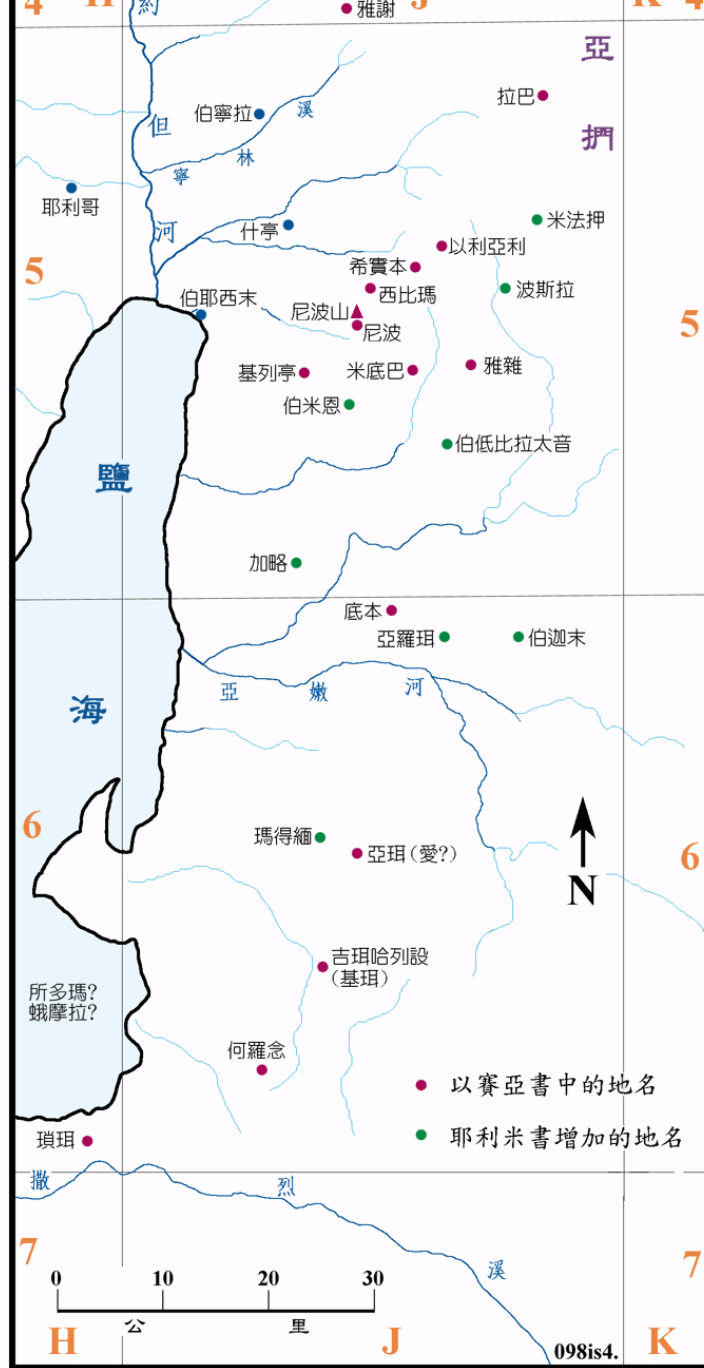 4
H
約
雅謝
J
K
4
亞
捫
拉巴
伯寧拉
溪
但
林
寧
耶利哥
米法押
什亭
河
以利亞利
希實本
5
西比瑪
波斯拉
伯耶西末
尼波山
尼波
5
基列亭
米底巴
雅雜
伯米恩
伯低比拉太音
鹽
加略
底本
亞羅珥
伯迦末
亞 嫩 河
海
6
瑪得緬
亞珥(愛?)
6
N
吉珥哈列設
(基珥)
所多瑪?
蛾摩拉?
何羅念
以賽亞書中的地名
耶利米書增加的地名
瑣珥
撒 烈 溪
7
7
0 10 20 30
公 里
H
J
K
098is4.